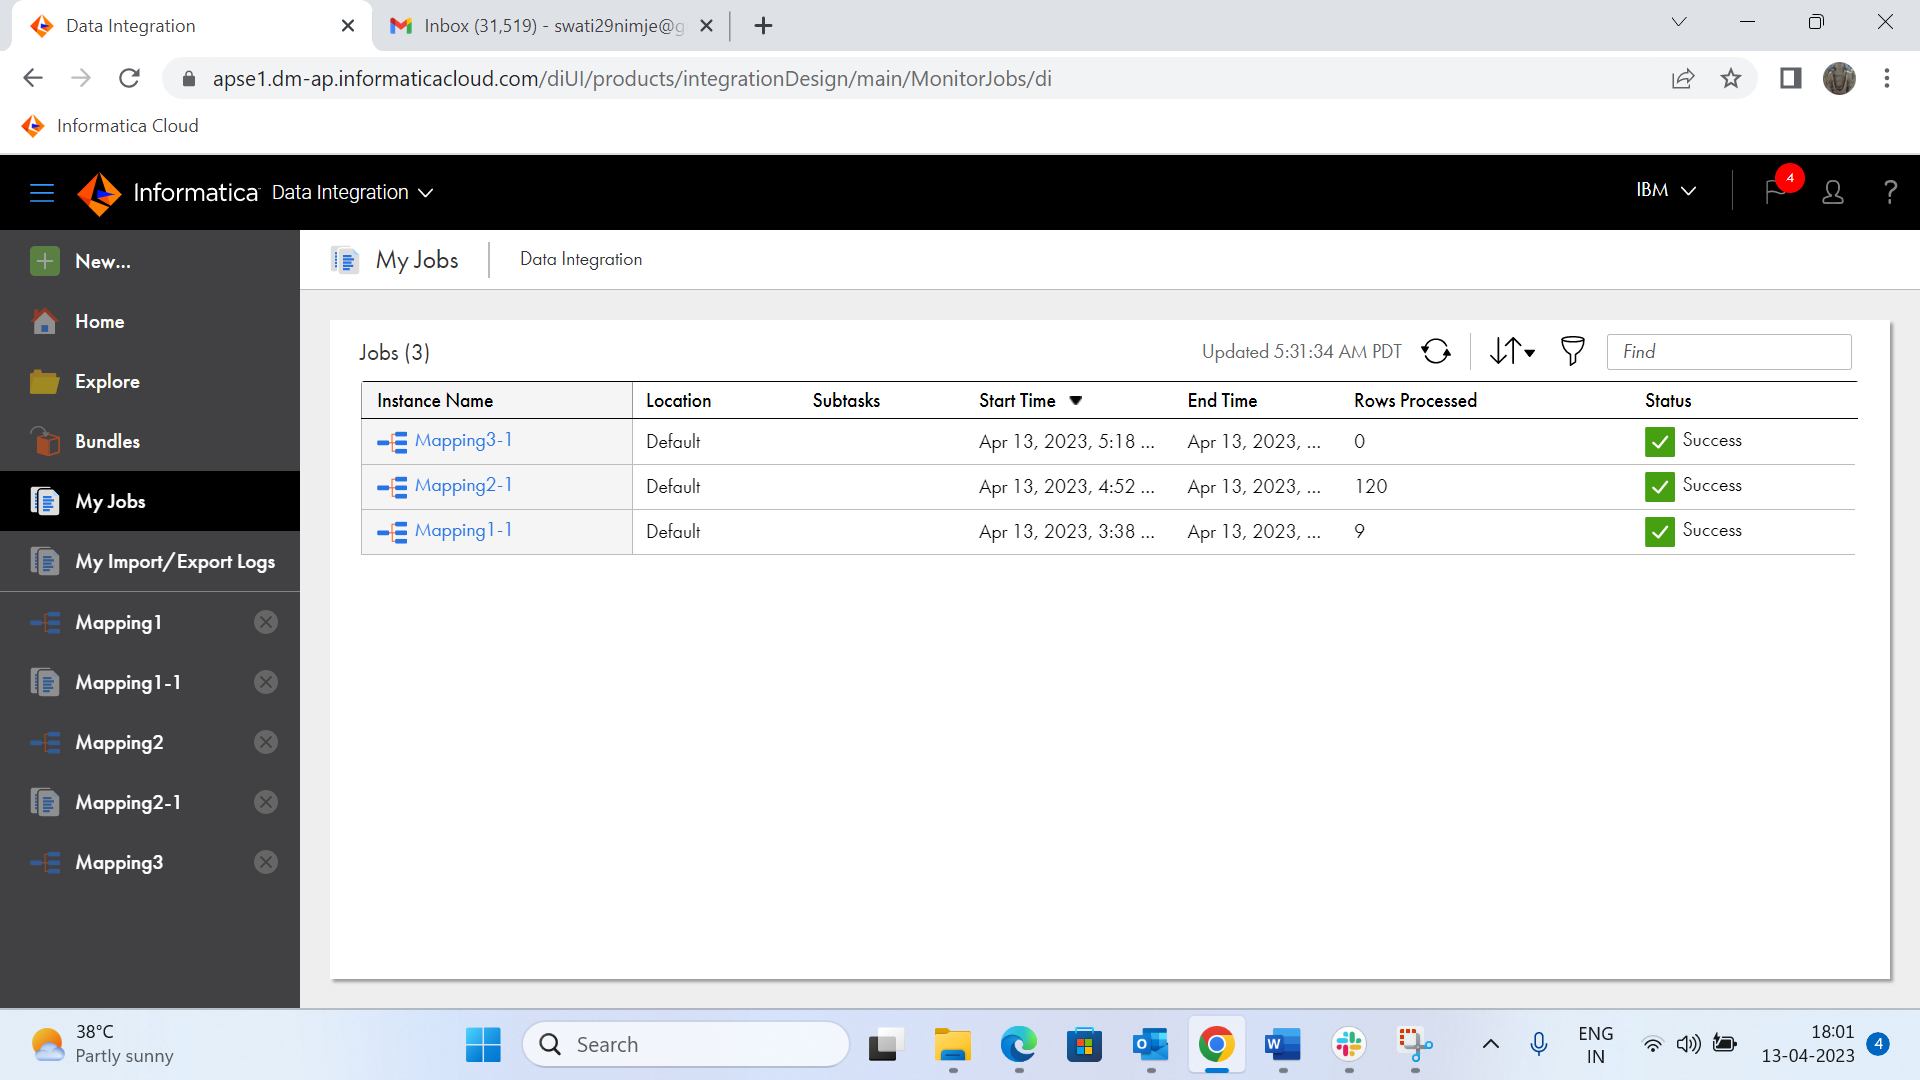 Data Integration
Inbox (31,519) - swati29nimje@g
apse1.dm-ap.informaticacloud.com/diUI/products/integrationDesign/main/MonitorJobs/di
Informatica Cloud
Informatica Data Integration
IBM
4
?
New...
Home
Explore
Bundles
My Jobs
My Import/Export Logs
Mapping1
Mapping1-1
Mapping2
Mapping2-1
Mapping3
My Jobs
Data Integration
Jobs (3)
Updated 5:31:34 AM PDT
Find
Instance Name Location Subtasks Start Time End Time Rows Processed Status
Mapping3-1 Default Apr 13, 2023, 5:18 ... Apr 13, 2023, ... 0 Success
Mapping2-1 Default Apr 13, 2023, 4:52 ... Apr 13, 2023, ... 120 Success
Mapping1-1 Default Apr 13, 2023, 3:38 ... Apr 13, 2023, ... 9 Success
38°C
Partly sunny
Search
ENG
IN
18:01
13-04-2023
4